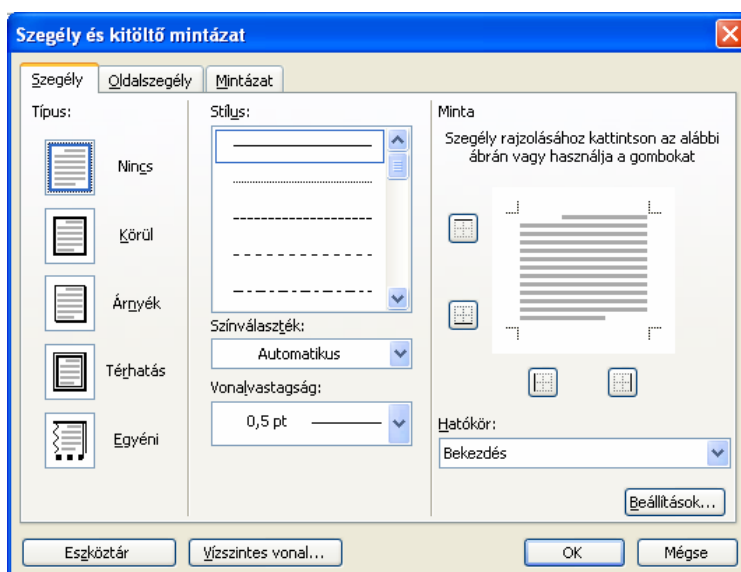 Szegély és kitöltő mintázat
Szegély
Oldalszegély
Mintázat
Típus:
Nincs
Körül
Árnyék
Térhatás
Egyéni
Stílus:
Színválaszték:
Automatikus
Vonalvastagság:
0,5 pt
Minta
Szegély rajzolásához kattintson az alábbi
ábrán vagy használja a gombokat
Hatókör:
Bekezdés
Beállítások...
Eszköztár
Vízszintes vonal...
OK
Mégse